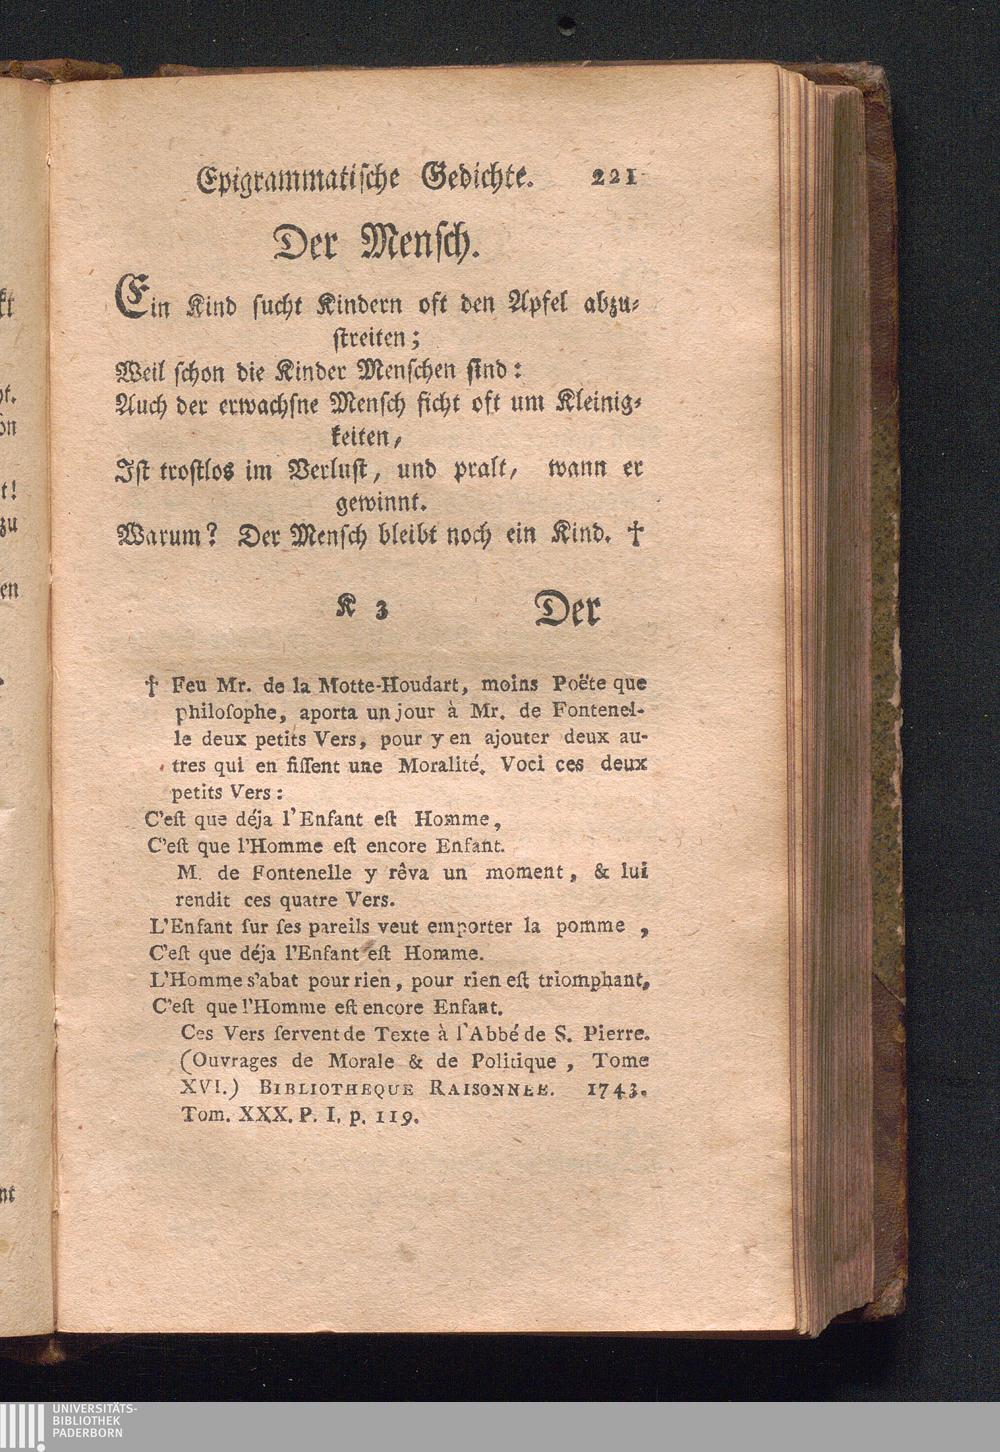 Epigrammatische Gedichte. 221
Der Mensch.
Ein Kind sucht Kindern oft den Apfel abzu-
streiten;
Weil schon die Kinder Menschen sind:
Auch der erwachsne Mensch ficht oft um Kleinig-
keiten,
Ist trostlos im Verlust, und pralt, wann er
gewinnt.
Warum? Der Mensch bleibt noch ein Kind. †
K 3 Der
† Feu Mr. de la Motte-Houdart, moins Poëte que
philoſophe, aporta un jour à Mr. de Fontenel-
le deux petits Vers, pour y en ajouter deux au-
tres qui en fiſſent une Moralité. Voci ces deux
petits Vers:
C'eſt que déja l'Enfant eſt Homme,
C'eſt que l'Homme eſt encore Enfant.
M. de Fontenelle y rêva un moment, & lui
rendit ces quatre Vers.
L'Enfant ſur ſes pareils veut emporter la pomme,
C'eſt que déja l'Enfant eſt Homme.
L'Homme s'abat pour rien, pour rien eſt triomphant,
C'eſt que l'Homme eſt encore Enfant.
Ces Vers ſervent de Texte à l'Abbé de S. Pierre.
(Ouvrages de Morale & de Politique, Tome
XVI.) BIBLIOTHEQUE RAISONNEE. 1743.
Tom. XXX. P. I. p. 119.
UNIVERSITÄTS-
BIBLIOTHEK
PADERBORN